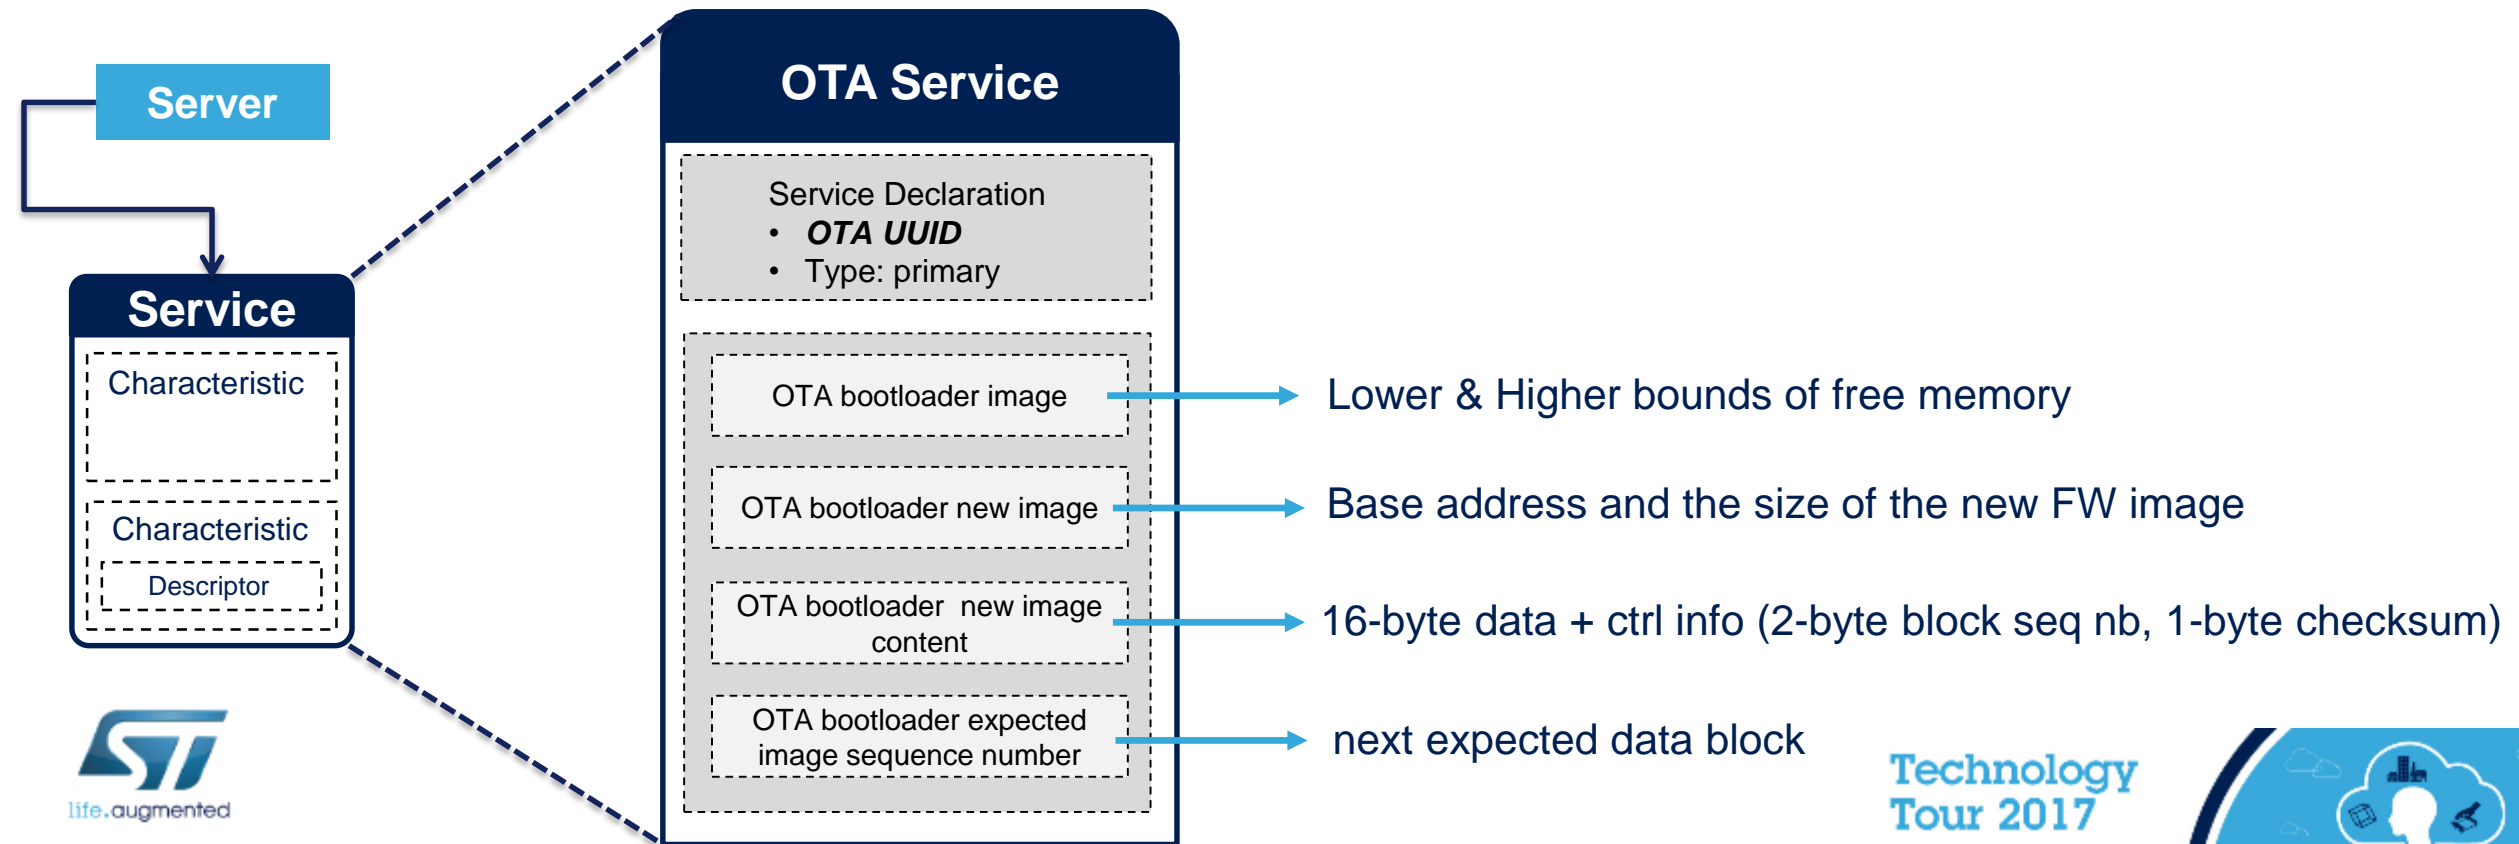 Server
Service
Characteristic
Characteristic
Descriptor
OTA Service
Service Declaration
• OTA UUID
• Type: primary
OTA bootloader image
Lower & Higher bounds of free memory
OTA bootloader new image
Base address and the size of the new FW image
OTA bootloader new image
content
16-byte data + ctrl info (2-byte block seq nb, 1-byte checksum)
OTA bootloader expected
image sequence number
next expected data block
ST
life.augmented
Technology
Tour 2017